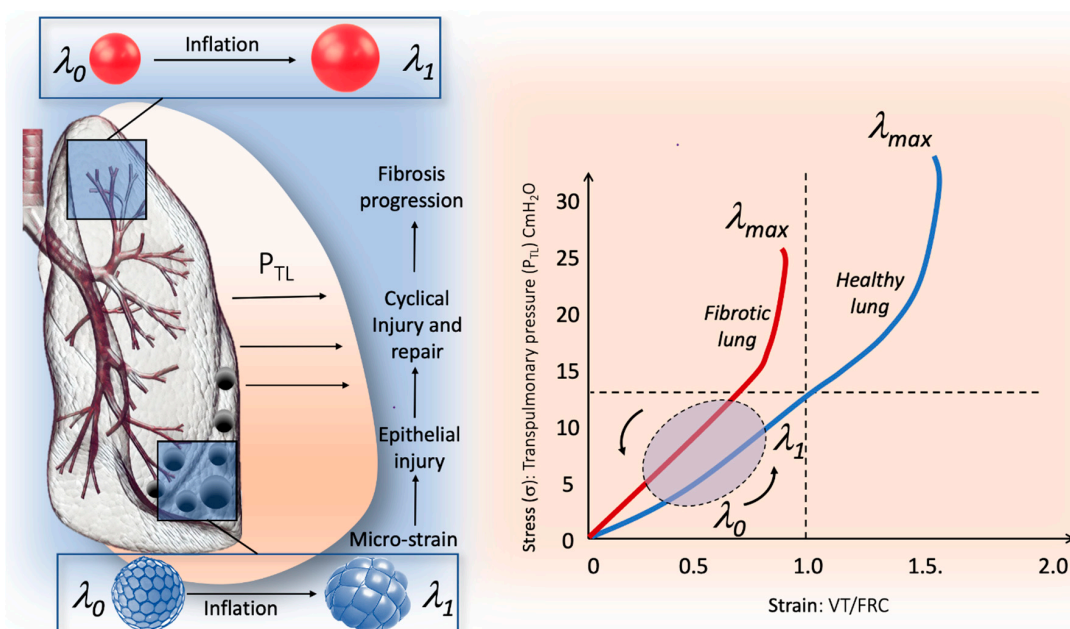 λ0
Inflation
λ1
Fibrosis
progression
PTL
Cyclical
Injury and
repair
Epithelial
injury
Micro-strain
λ0
Inflation
λ1
Stress (σ): Transpulmonary pressure (PTL) CmH2O
30
25
20
15
10
5
0
λmax
λmax
Healthy
lung
Fibrotic
lung
λ1
λ0
0
0.5
1.0
1.5.
2.0
Strain: VT/FRC